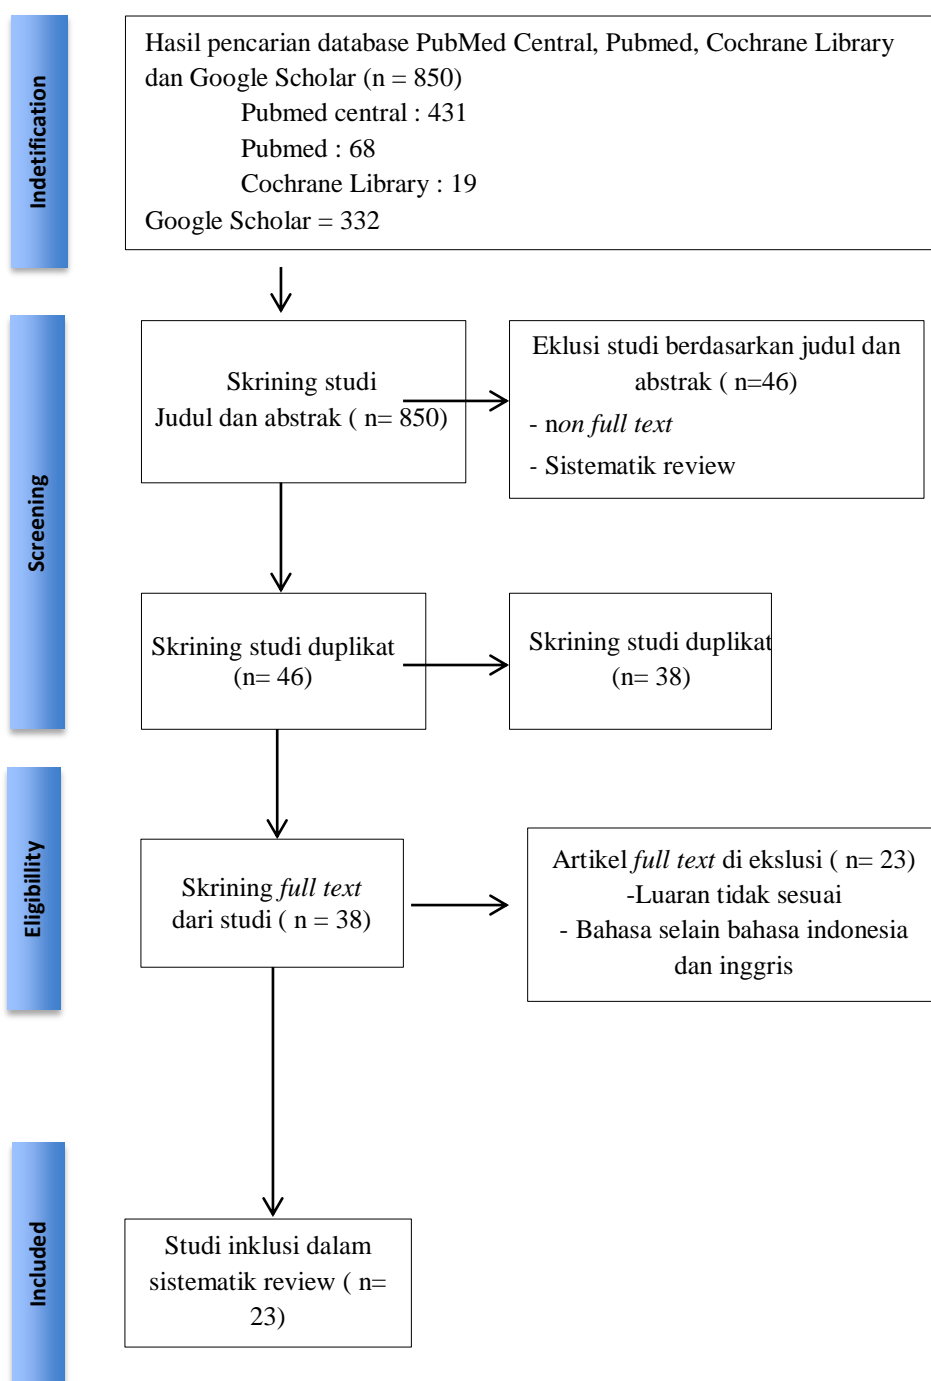 Indetification
Hasil pencarian database PubMed Central, Pubmed, Cochrane Library
dan Google Scholar (n = 850)
Pubmed central : 431
Pubmed : 68
Cochrane Library : 19
Google Scholar = 332
Screening
Skrining studi
Judul dan abstrak ( n= 850)
Eklusi studi berdasarkan judul dan
abstrak ( n=46)
- non full text
- Sistematik review
Skrining studi duplikat
(n= 46)
Skrining studi duplikat
(n= 38)
Eligibillity
Skrining full text
dari studi ( n = 38)
Artikel full text di ekslusi ( n= 23)
-Luaran tidak sesuai
- Bahasa selain bahasa indonesia
dan inggris
Included
Studi inklusi dalam
sistematik review ( n=
23)